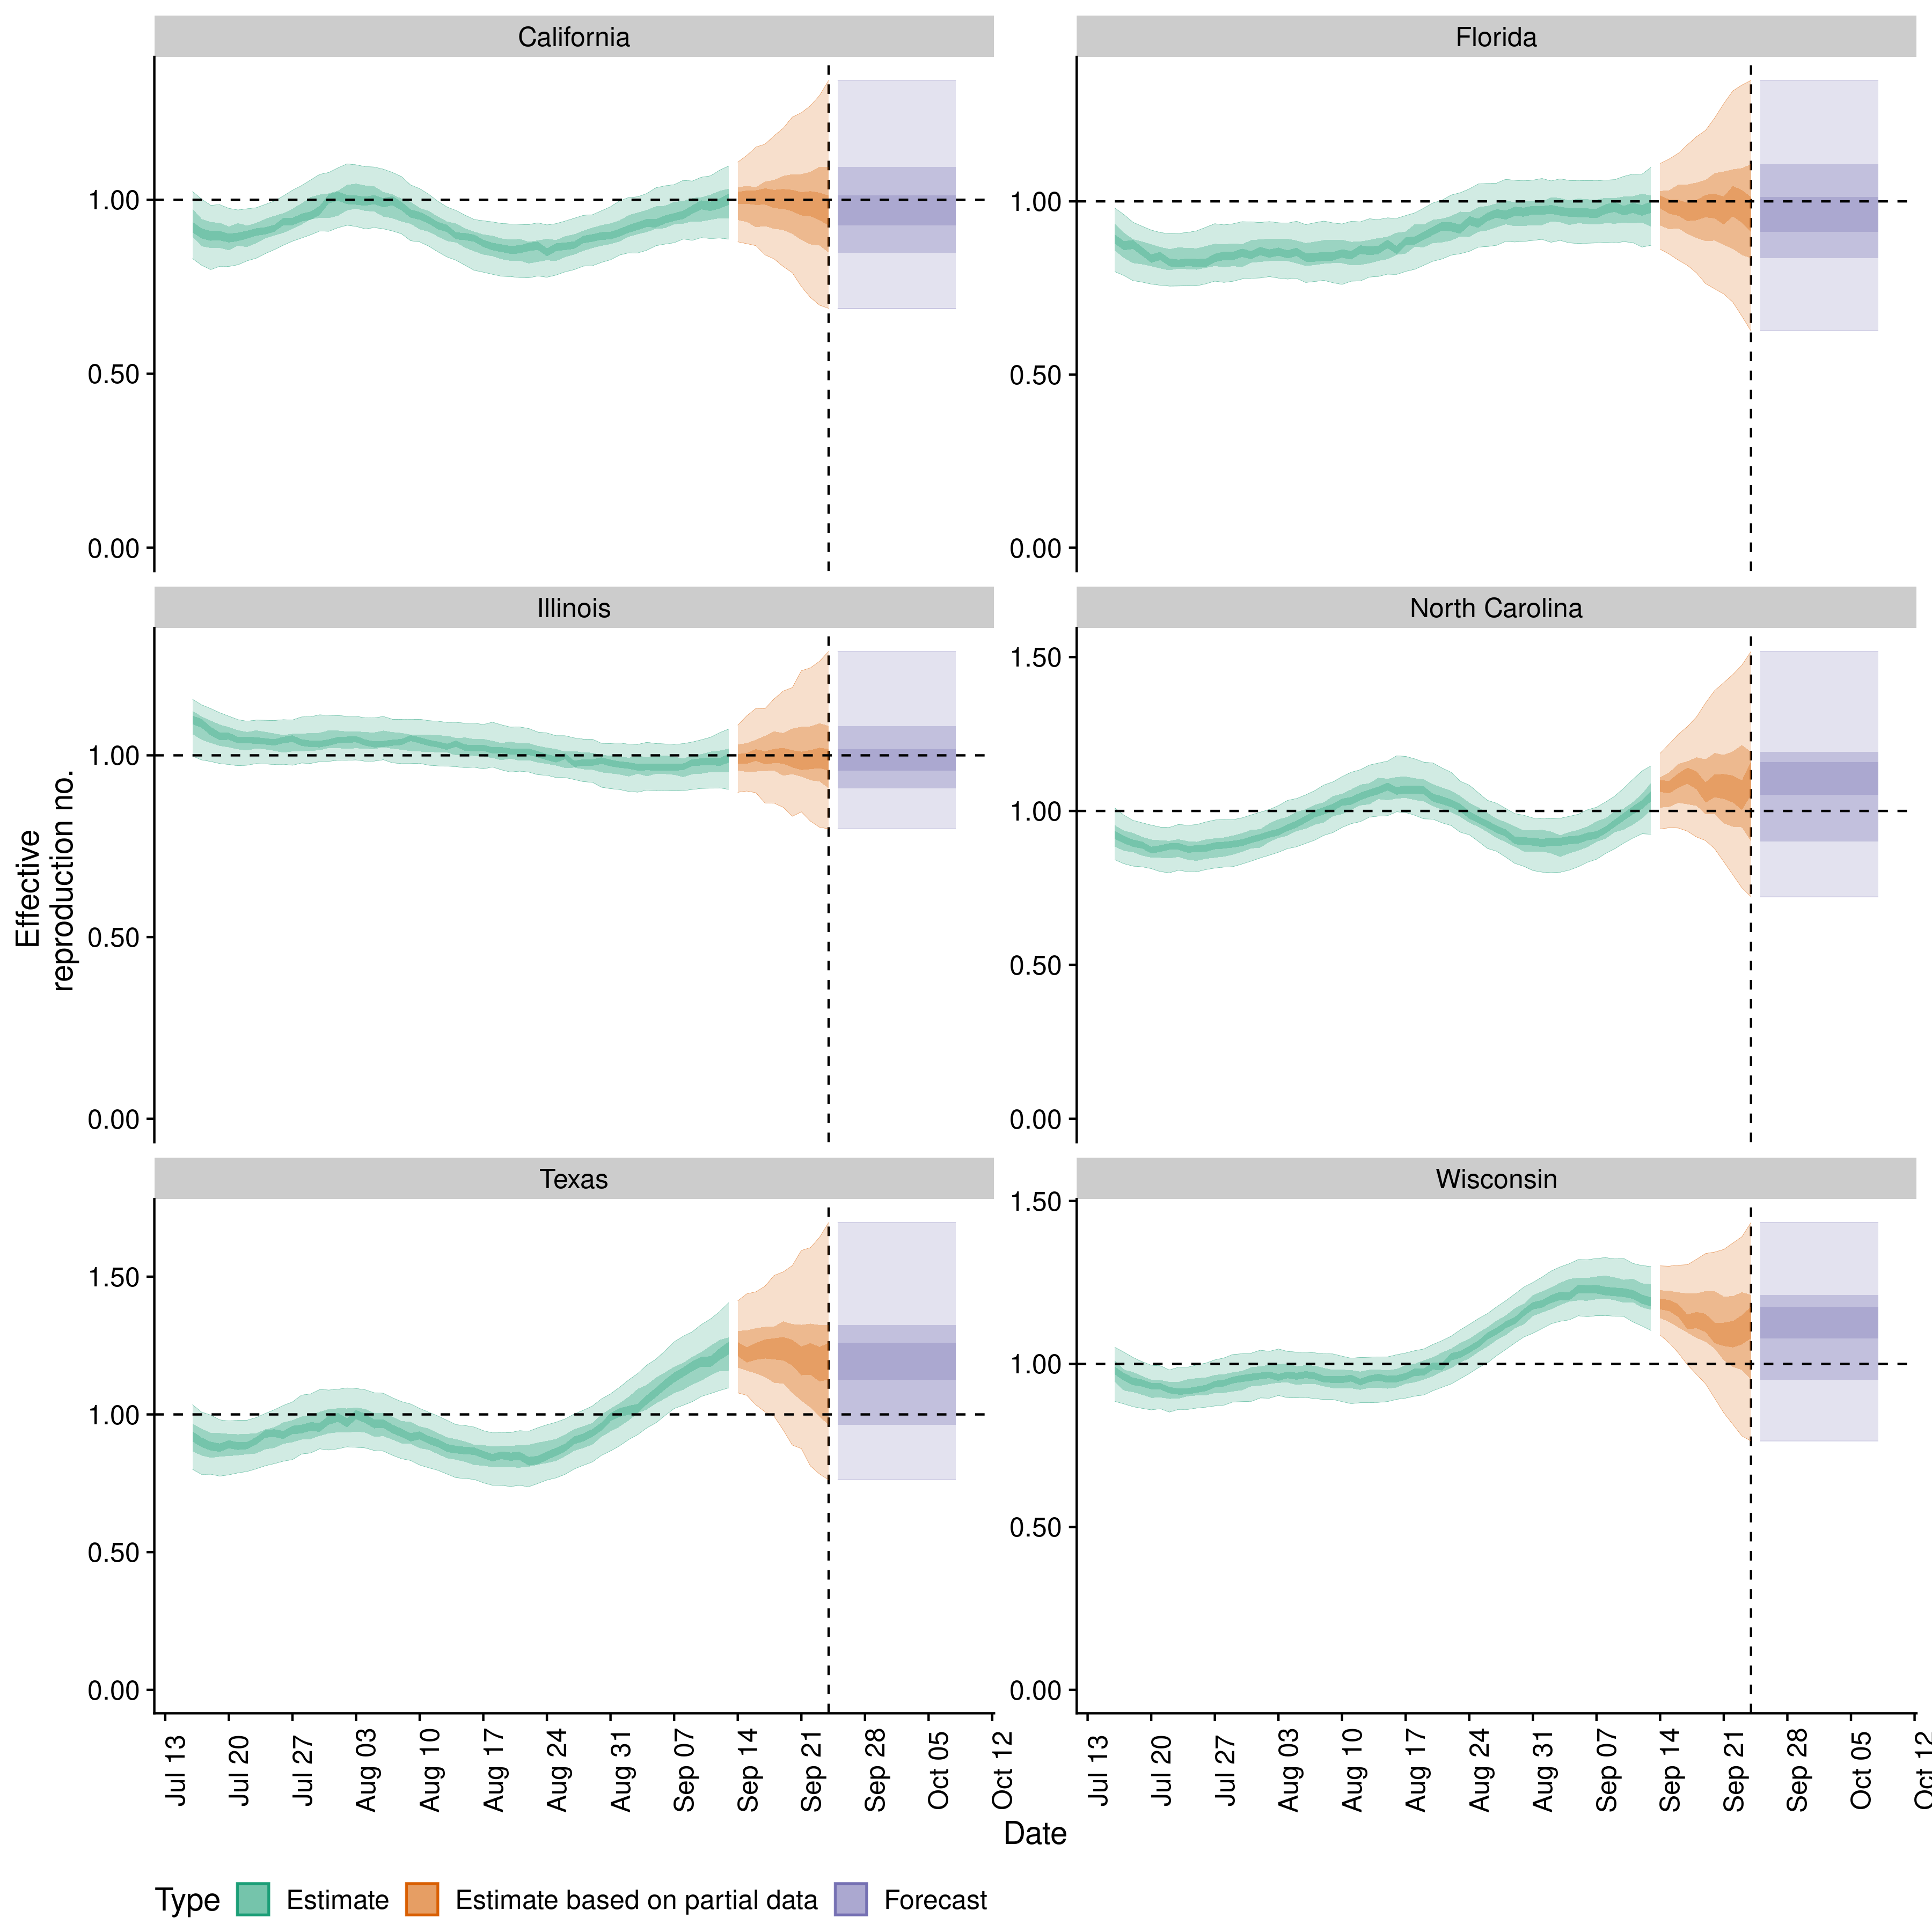 California
Florida
1.00
0.50
0.00
1.00
0.50
0.00
Illinois
North Carolina
1.00
0.50
0.00
1.50
1.00
0.50
0.00
Effective
reproduction no.
Texas
Wisconsin
1.50
1.00
0.50
0.00
1.50
1.00
0.50
0.00
Jul 13
Jul 20
Jul 27
Aug 03
Aug 10
Aug 17
Aug 24
Aug 31
Sep 07
Sep 14
Sep 21
Sep 28
Oct 05
Oct 12
Jul 13
Jul 20
Jul 27
Aug 03
Aug 10
Aug 17
Aug 24
Aug 31
Sep 07
Sep 14
Sep 21
Sep 28
Oct 05
Oct 12
Date
Type Estimate Estimate based on partial data Forecast